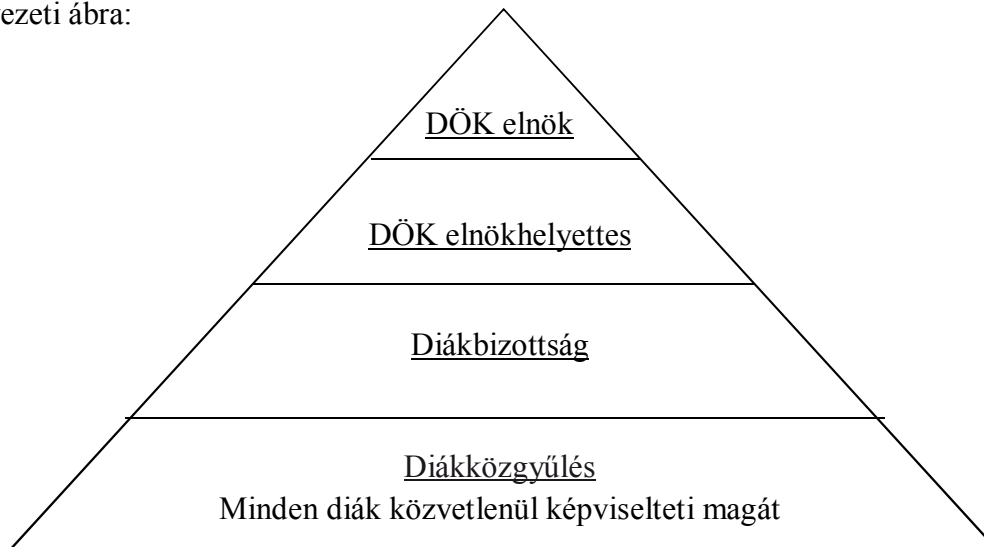 ezeti ábra:
DÖK elnök
DÖK elnökhelyettes
Diákbizottság
Diákközgyűlés
Minden diák közvetlenül képviselteti magát